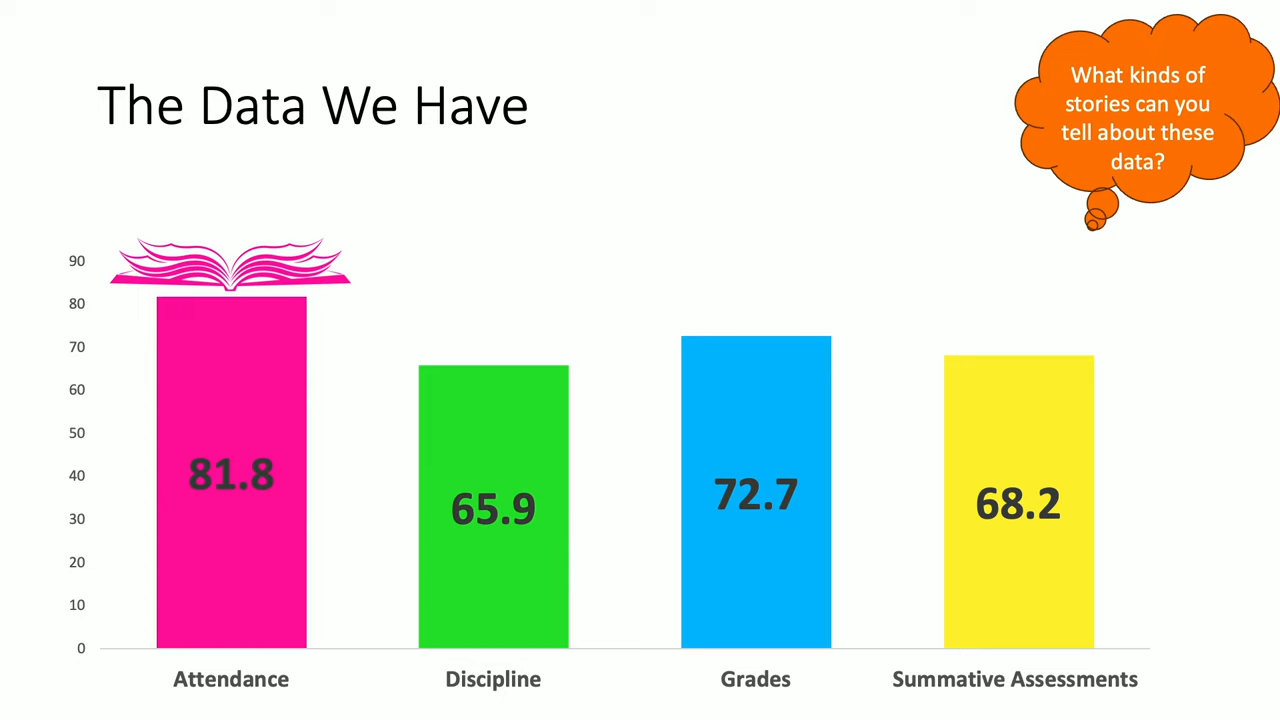 The Data We Have
What kinds of
stories can you
tell about these
data?
90
80
70
60
50
40
30
20
10
0
81.8
65.9
72.7
68.2
Attendance
Discipline
Grades
Summative Assessments